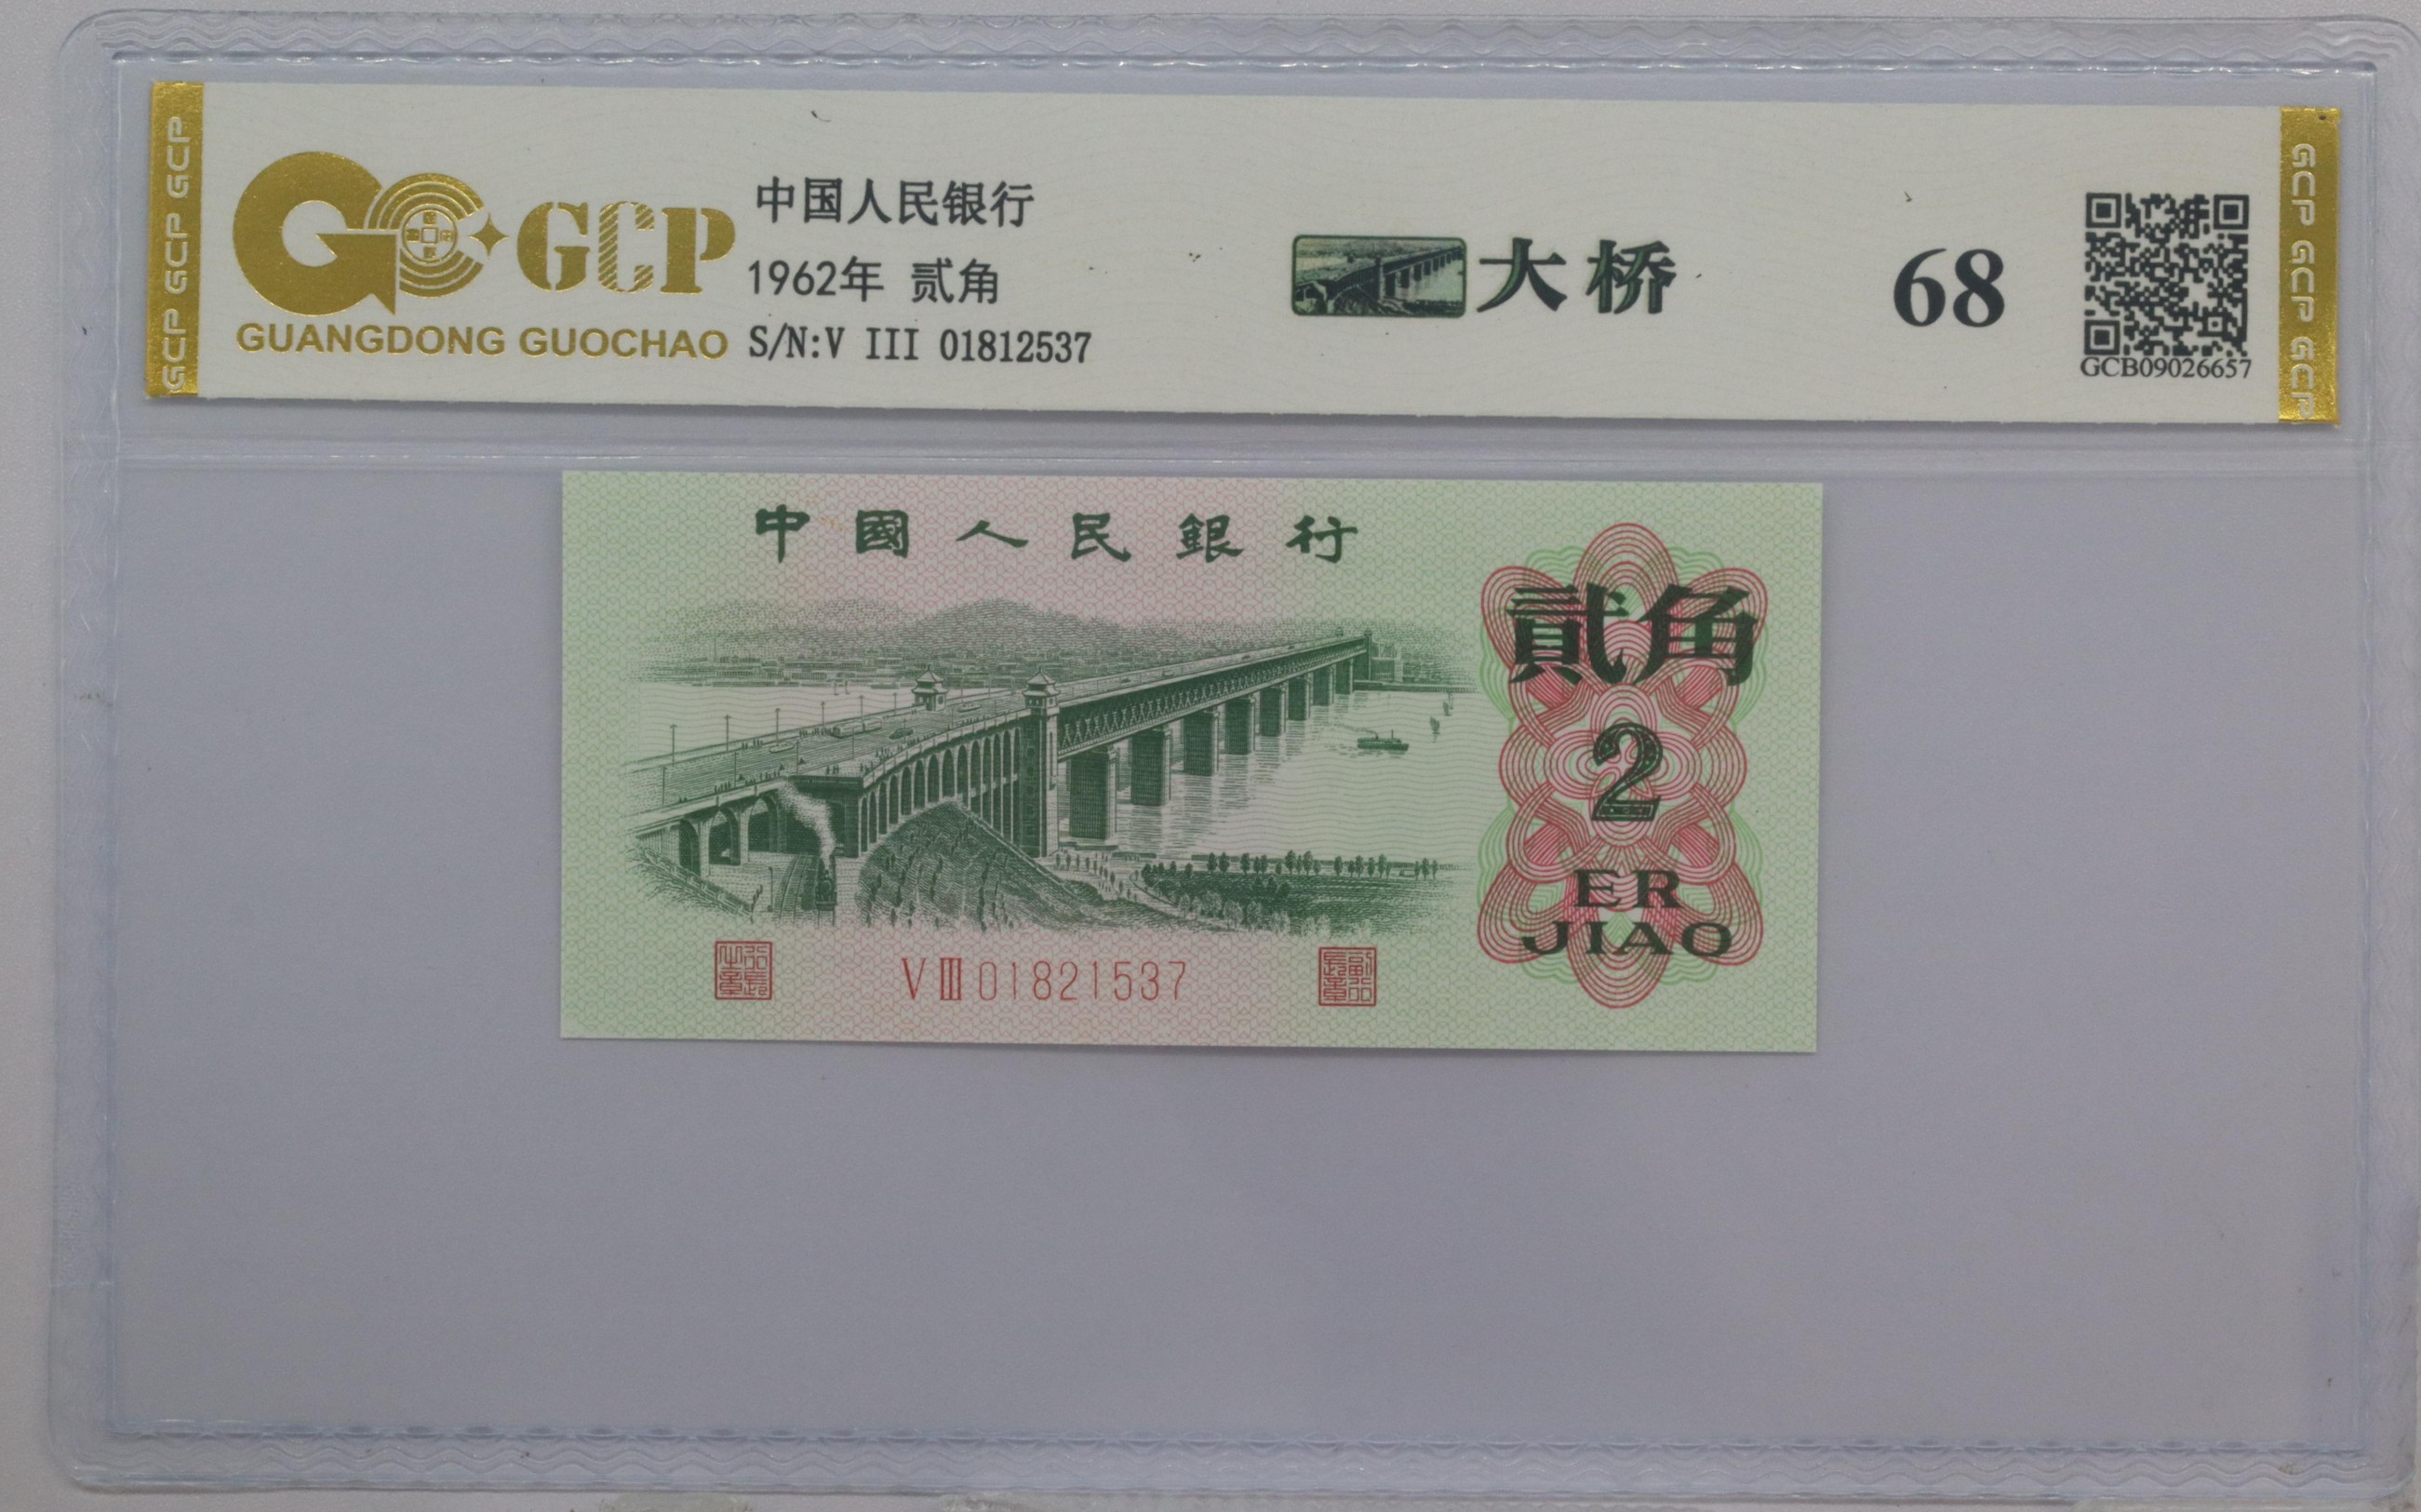 GCP GCP GCP
GCP
GUANGDONG GUOCHAO
中国人民银行
1962年 贰角
S/N:V III 01812537
大桥
68
GCB09026657
GCP GCP GCP
中國人民銀行
貳角
2
ER
JIAO
V III 01821537